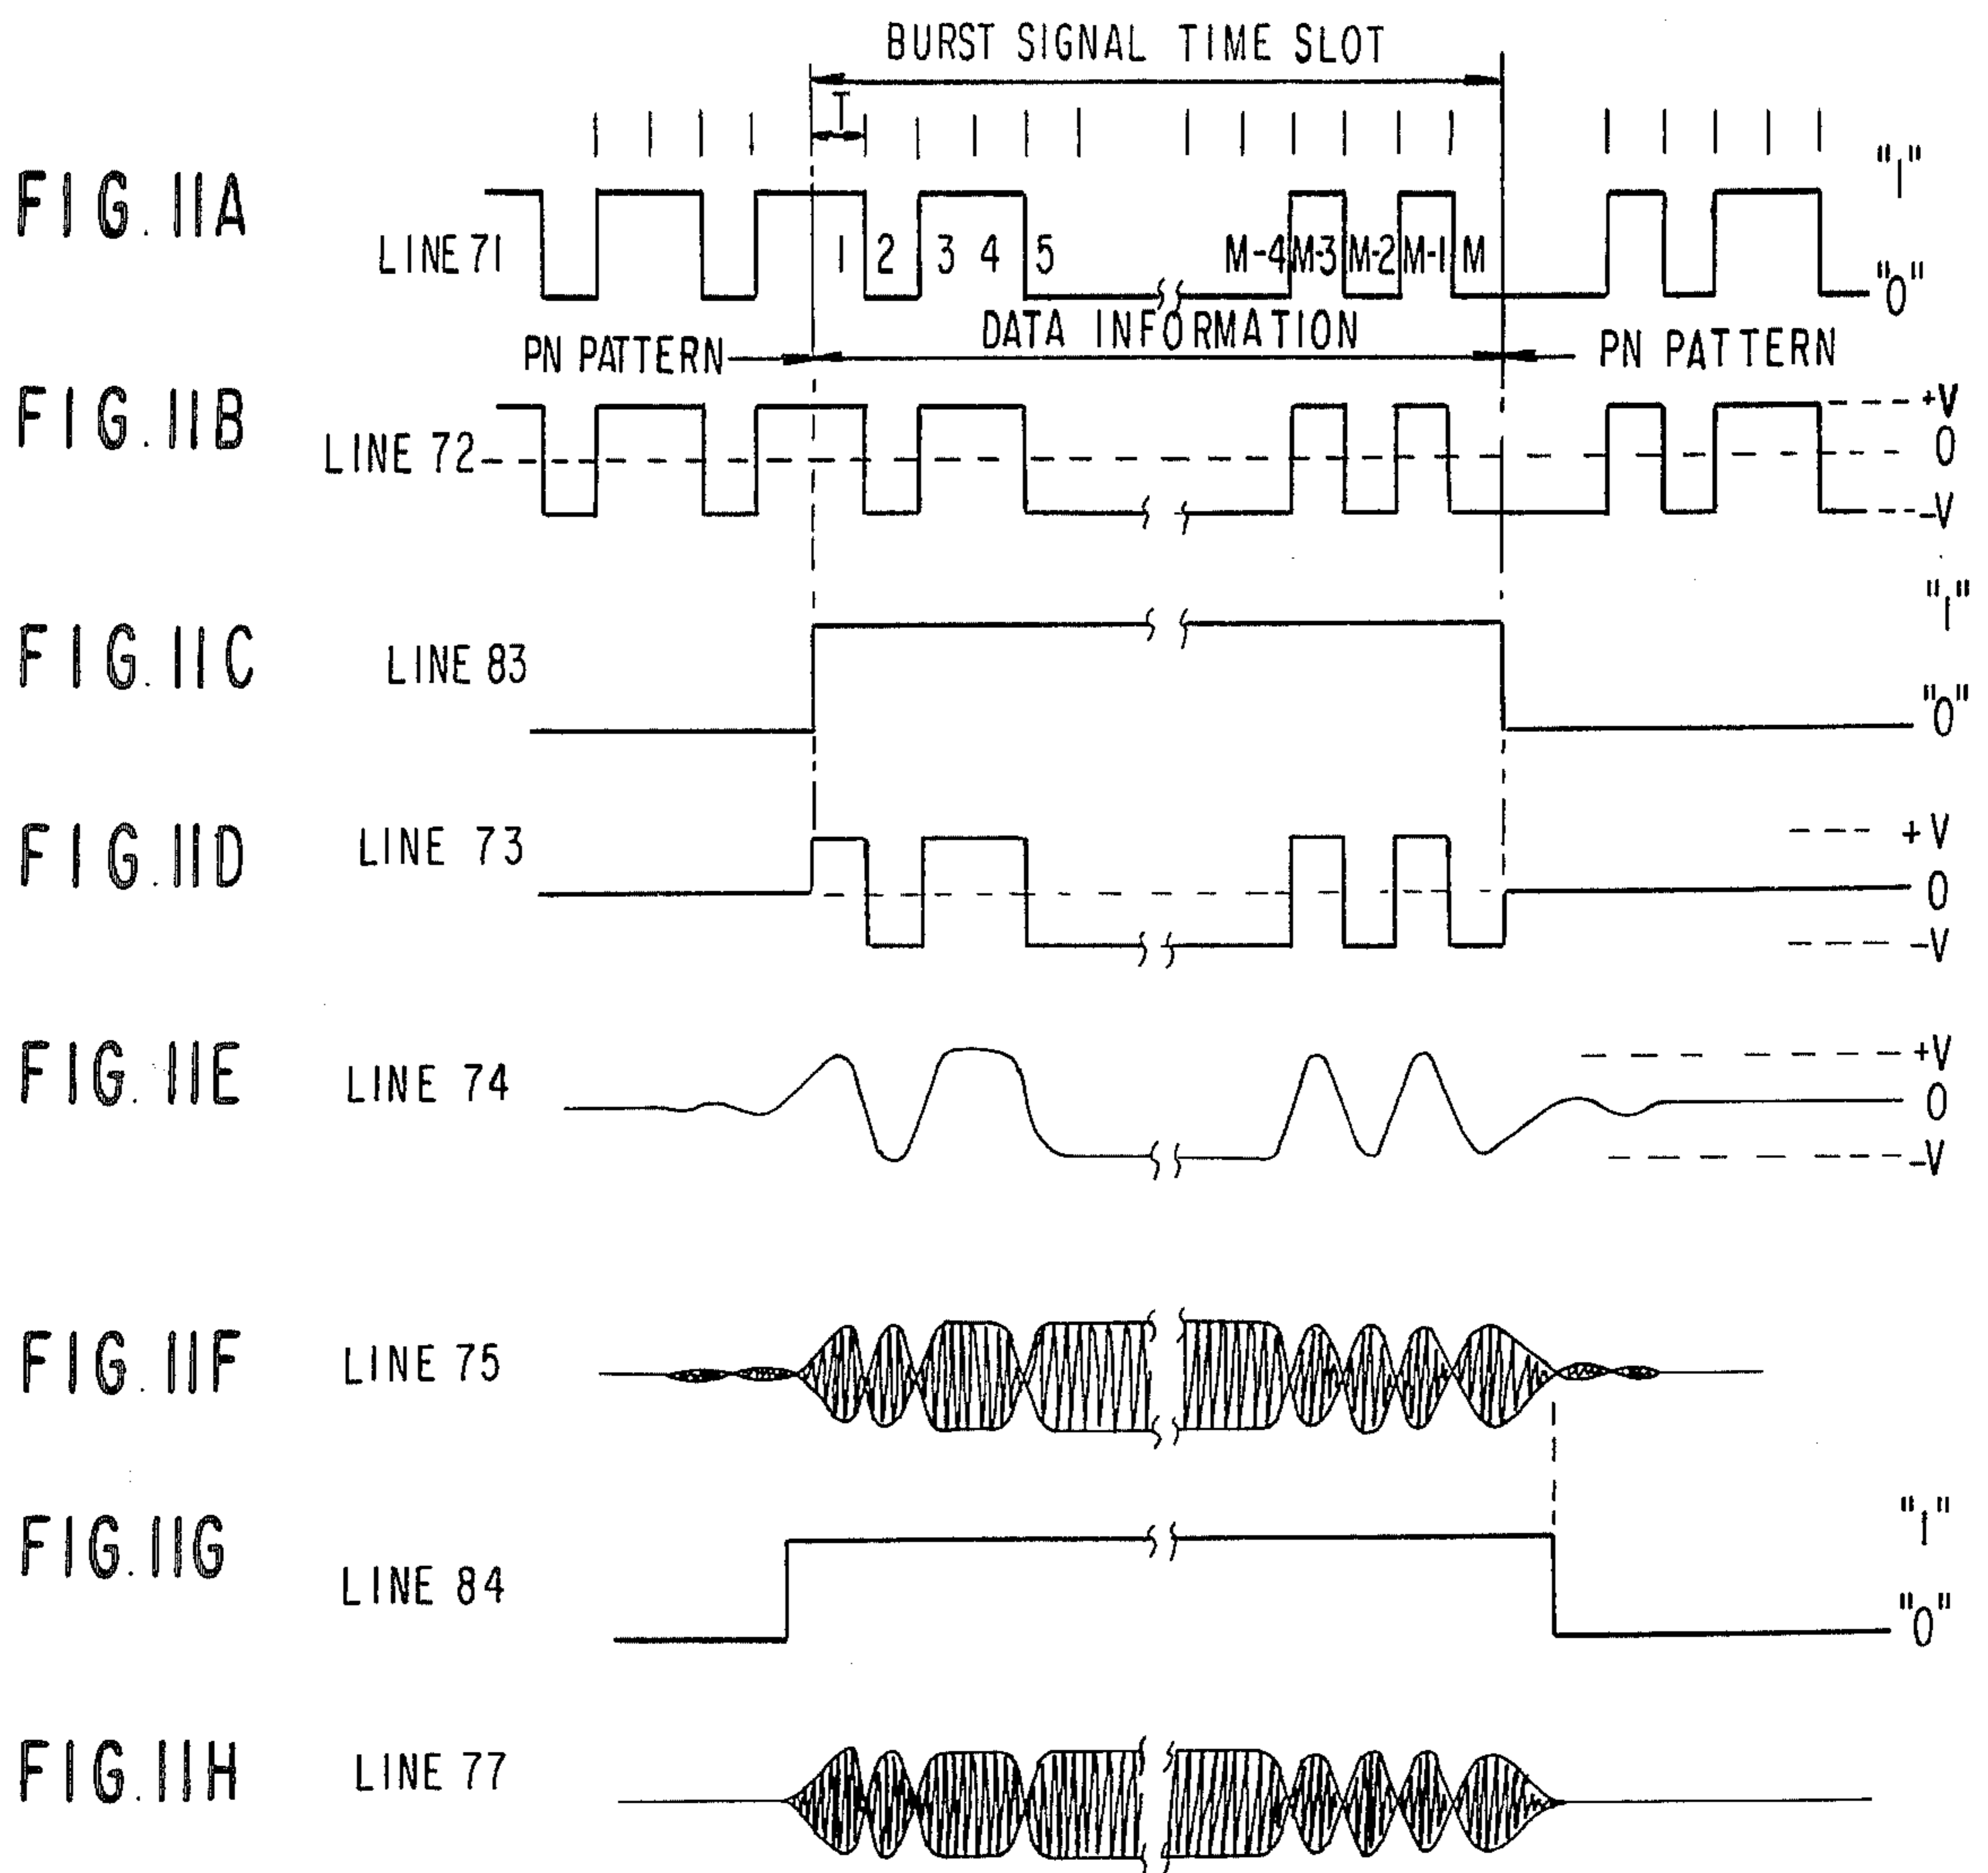 BURST SIGNAL TIME SLOT
T
FIG. 11A
LINE 71
1 2 3 4 5 M-4 M-3 M-2 M-1 M
"1"
"0"
PN PATTERN DATA INFORMATION PN PATTERN
FIG. 11B
LINE 72
+V
0
-V
FIG. 11C
LINE 83
"1"
"0"
FIG. 11D
LINE 73
+V
0
-V
FIG. 11E
LINE 74
+V
0
-V
FIG. 11F
LINE 75
FIG. 11G
LINE 84
"1"
"0"
FIG. 11H
LINE 77